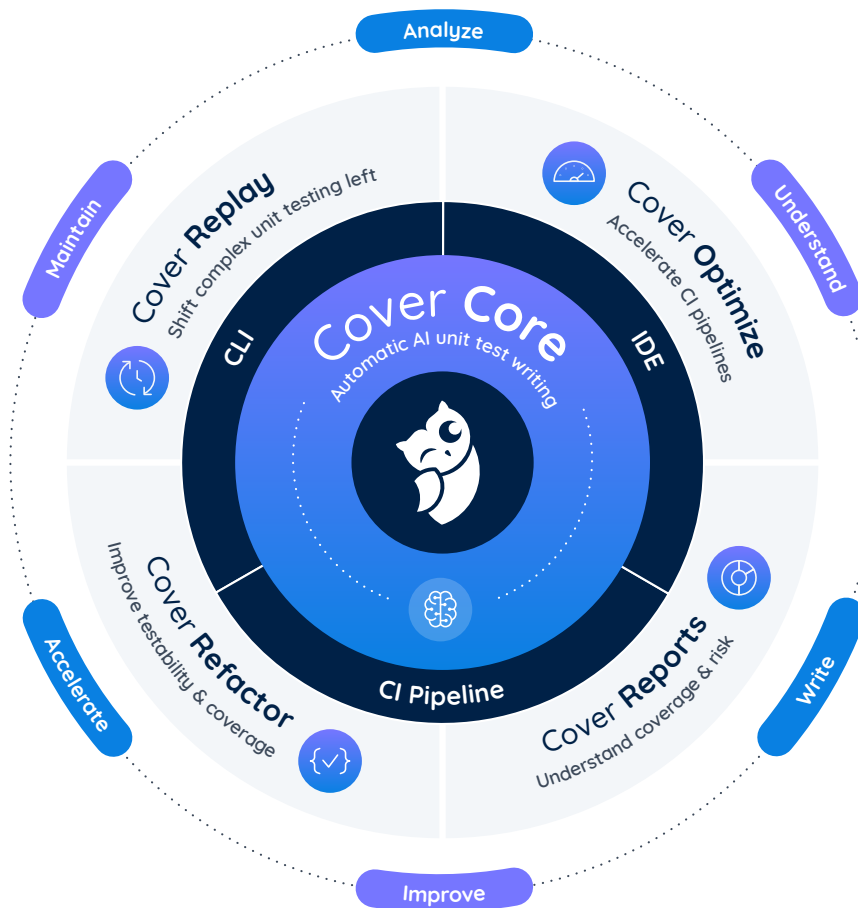 Analyze
Understand
Write
Improve
Accelerate
Maintain
Cover Replay
Shift complex unit testing left
Cover Optimize
Accelerate CI pipelines
Cover Reports
Understand coverage & risk
Cover Refactor
Improve testability & coverage
CLI
IDE
CI Pipeline
Cover Core
Automatic AI unit test writing